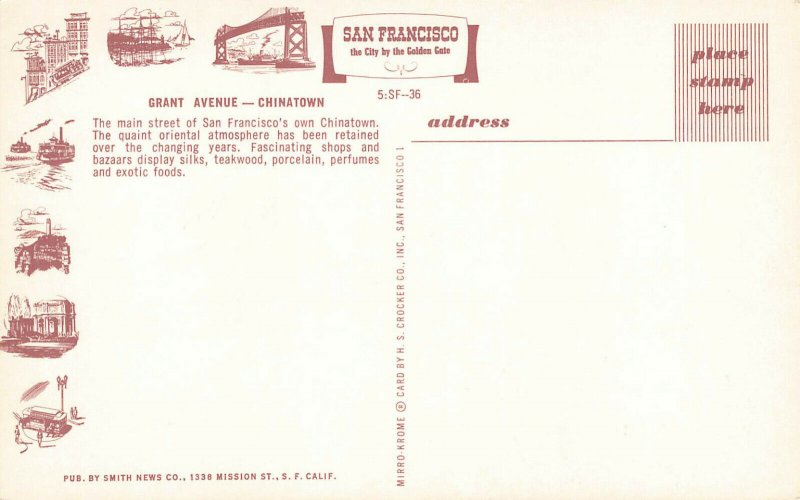 SAN FRANCISCO
the City by the Golden Gate
5:SF--36
GRANT AVENUE — CHINATOWN
The main street of San Francisco's own Chinatown.
The quaint oriental atmosphere has been retained
over the changing years. Fascinating shops and
bazaars display silks, teakwood, porcelain, perfumes
and exotic foods.
place
stamp
here
address
MIRRO-KROME ® CARD BY H. S. CROCKER CO., INC., SAN FRANCISCO 1
PUB. BY SMITH NEWS CO., 1336 MISSION ST., S. F. CALIF.